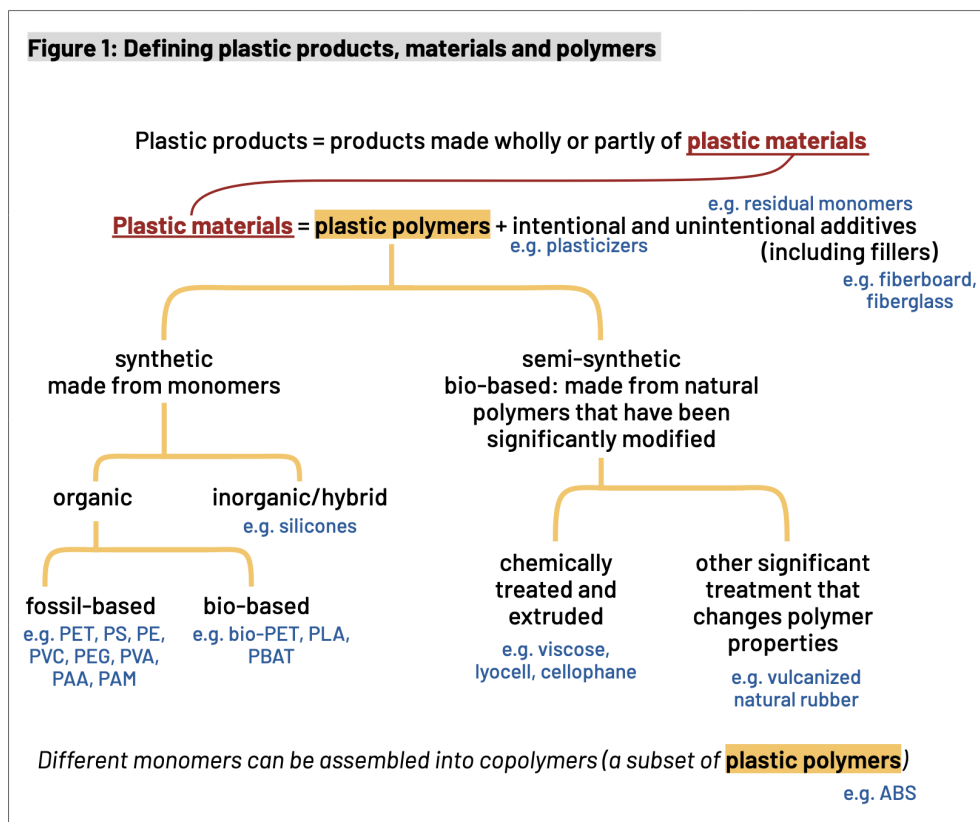 Figure 1: Defining plastic products, materials and polymers
Plastic products = products made wholly or partly of plastic materials
e.g. residual monomers
Plastic materials = plastic polymers + intentional and unintentional additives
e.g. plasticizers
(including fillers)
e.g. fiberboard,
fiberglass
synthetic
made from monomers
semi-synthetic
bio-based: made from natural
polymers that have been
significantly modified
organic
inorganic/hybrid
e.g. silicones
fossil-based
e.g. PET, PS, PE,
PVC, PEG, PVA,
PAA, PAM
bio-based
e.g. bio-PET, PLA,
PBAT
chemically
treated and
extruded
e.g. viscose,
lyocell, cellophane
other significant
treatment that
changes polymer
properties
e.g. vulcanized
natural rubber
Different monomers can be assembled into copolymers (a subset of plastic polymers)
e.g. ABS